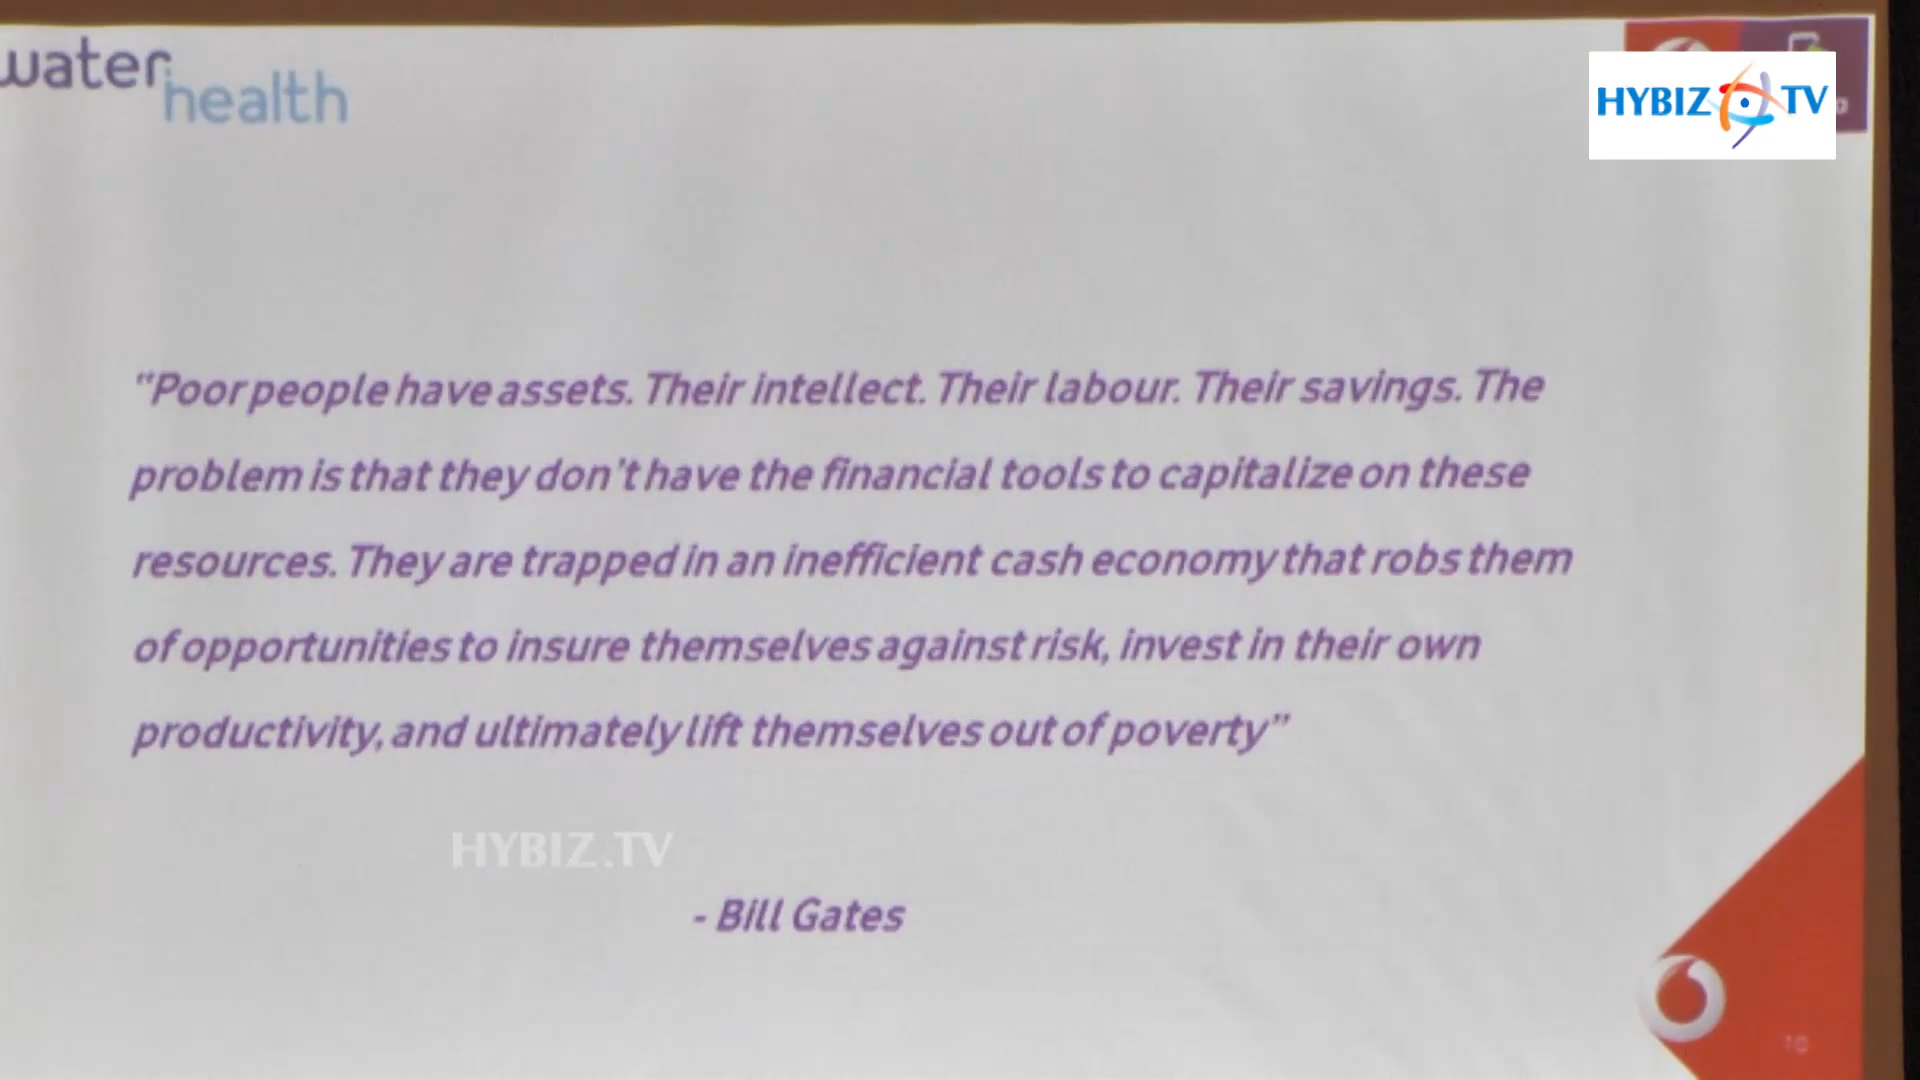 water
health
HYBIZ TV
"Poor people have assets. Their intellect. Their labour. Their savings. The
problem is that they don't have the financial tools to capitalize on these
resources. They are trapped in an inefficient cash economy that robs them
of opportunities to insure themselves against risk, invest in their own
productivity, and ultimately lift themselves out of poverty"
HYBIZ.TV
- Bill Gates